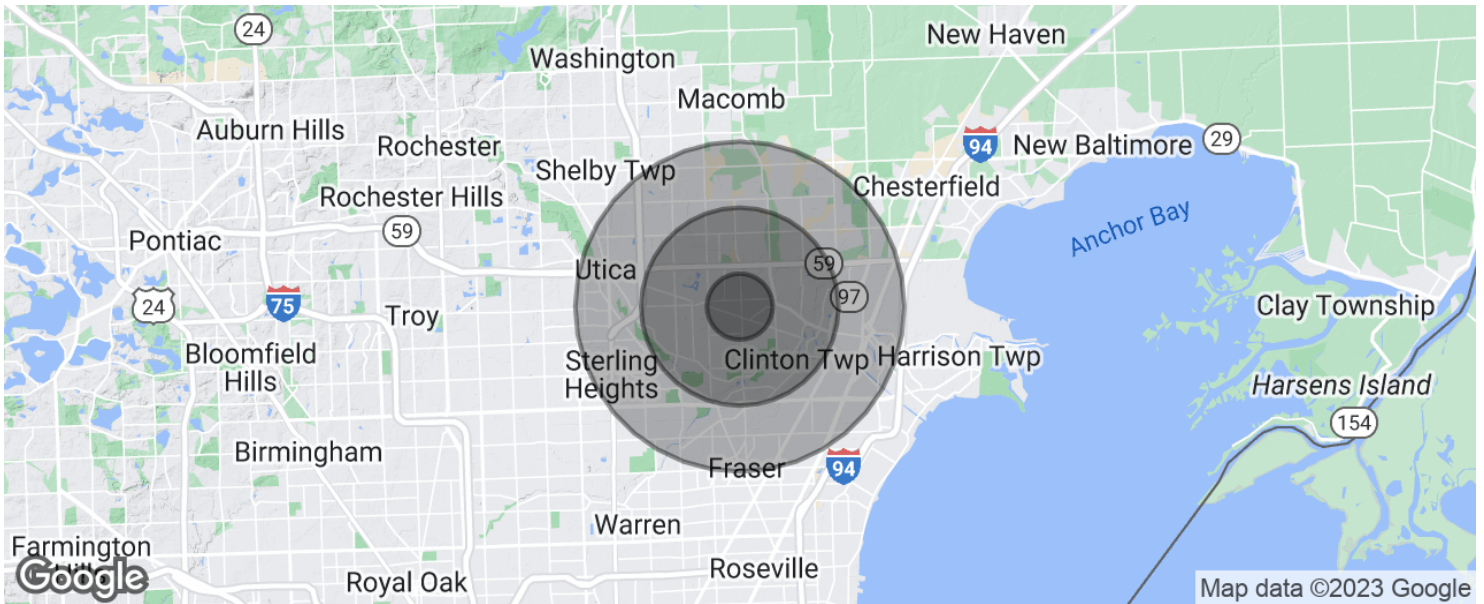 24
New Haven
Washington
Macomb
Auburn Hills
Rochester
94
New Baltimore
29
Shelby Twp
Rochester Hills
Chesterfield
59
Anchor Bay
Pontiac
Utica
59
24
75
97
Troy
Clay Township
Bloomfield
Hills
Sterling
Heights
Clinton Twp
Harrison Twp
Harsens Island
154
Birmingham
Fraser
94
Warren
Farmington
Hills
Google
Royal Oak
Roseville
Map data ©2023 Google